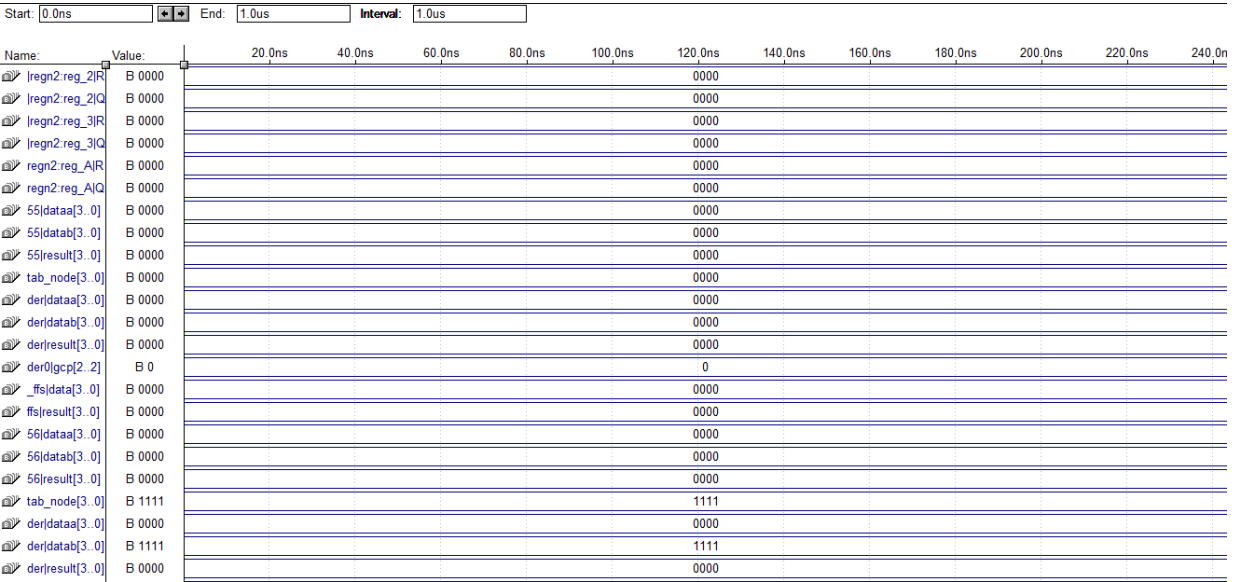 Start: 0.0ns End: 1.0us Interval: 1.0us
Name: Value: 20.0ns 40.0ns 60.0ns 80.0ns 100.0ns 120.0ns 140.0ns 160.0ns 180.0ns 200.0ns 220.0ns 240.0n
|regn2:reg_2|R B 0000 0000
|regn2:reg_2|Q B 0000 0000
|regn2:reg_3|R B 0000 0000
|regn2:reg_3|Q B 0000 0000
regn2:reg_A|R B 0000 0000
regn2:reg_A|Q B 0000 0000
55|dataa[3..0] B 0000 0000
55|datab[3..0] B 0000 0000
55|result[3..0] B 0000 0000
tab_node[3..0] B 0000 0000
der|dataa[3..0] B 0000 0000
der|datab[3..0] B 0000 0000
der|result[3..0] B 0000 0000
der0|gcp[2..2] B 0 0
_ffs|data[3..0] B 0000 0000
ffs|result[3..0] B 0000 0000
56|dataa[3..0] B 0000 0000
56|datab[3..0] B 0000 0000
56|result[3..0] B 0000 0000
tab_node[3..0] B 1111 1111
der|dataa[3..0] B 0000 0000
der|datab[3..0] B 1111 1111
der|result[3..0] B 0000 0000